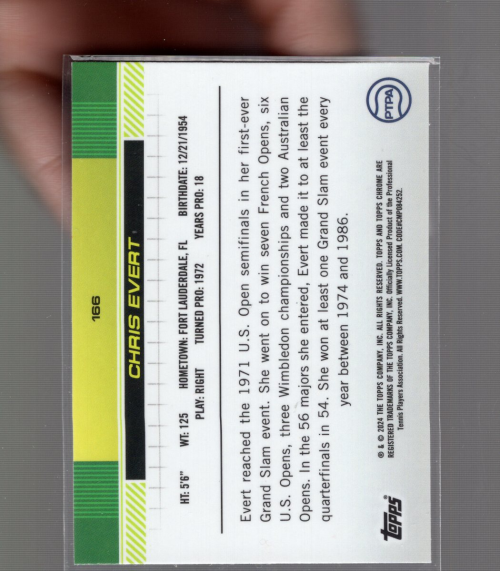 166
CHRIS EVERT
HT: 5'6" WT: 125 HOMETOWN: FORT LAUDERDALE, FL BIRTHDATE: 12/21/1954
PLAY: RIGHT TURNED PRO: 1972 YEARS PRO: 18
Evert reached the 1971 U.S. Open semifinals in her first-ever
Grand Slam event. She went on to win seven French Opens, six
U.S. Opens, three Wimbledon championships and two Australian
Opens. In the 56 majors she entered, Evert made it to at least the
quarterfinals in 54. She won at least one Grand Slam event every
year between 1974 and 1986.
Topps
® & © 2024 THE TOPPS COMPANY, INC. ALL RIGHTS RESERVED. TOPPS AND TOPPS CHROME ARE
REGISTERED TRADEMARKS OF THE TOPPS COMPANY, INC. Officially Licensed Product of the Professional
Tennis Players Association. All Rights Reserved. WWW.TOPPS.COM. CODE#CMP084252.
PTPA